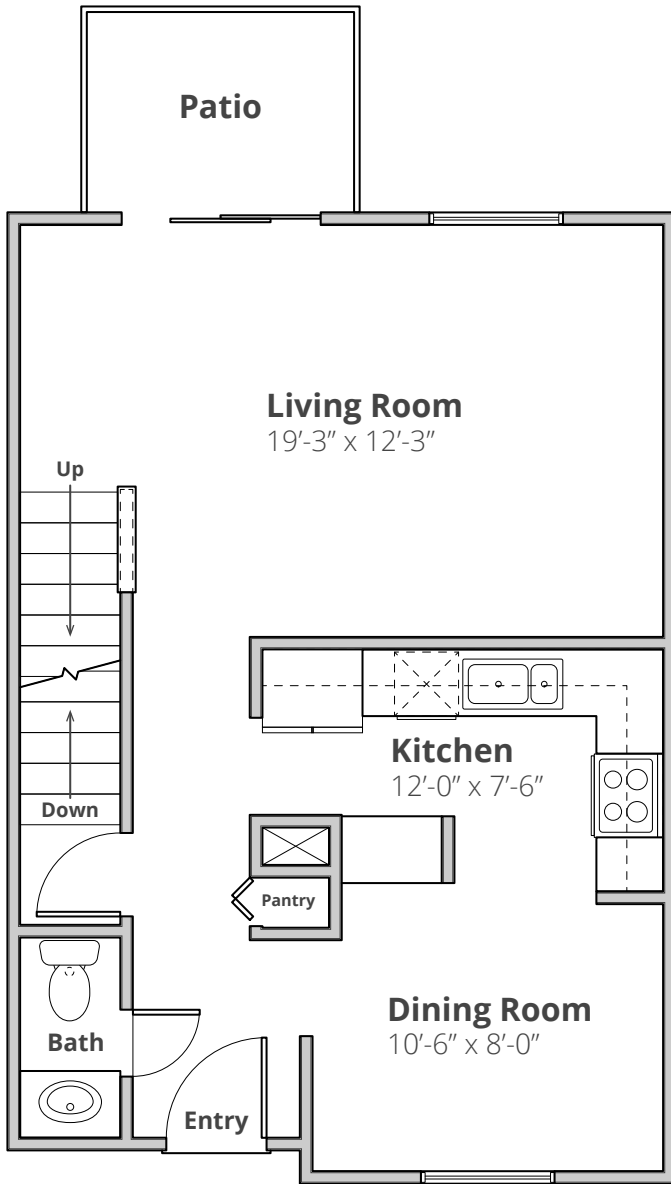 Patio
Living Room
19’-3” x 12’-3”
Up
Kitchen
12’-0” x 7’-6”
Down
Pantry
Dining Room
10’-6” x 8’-0”
Bath
Entry